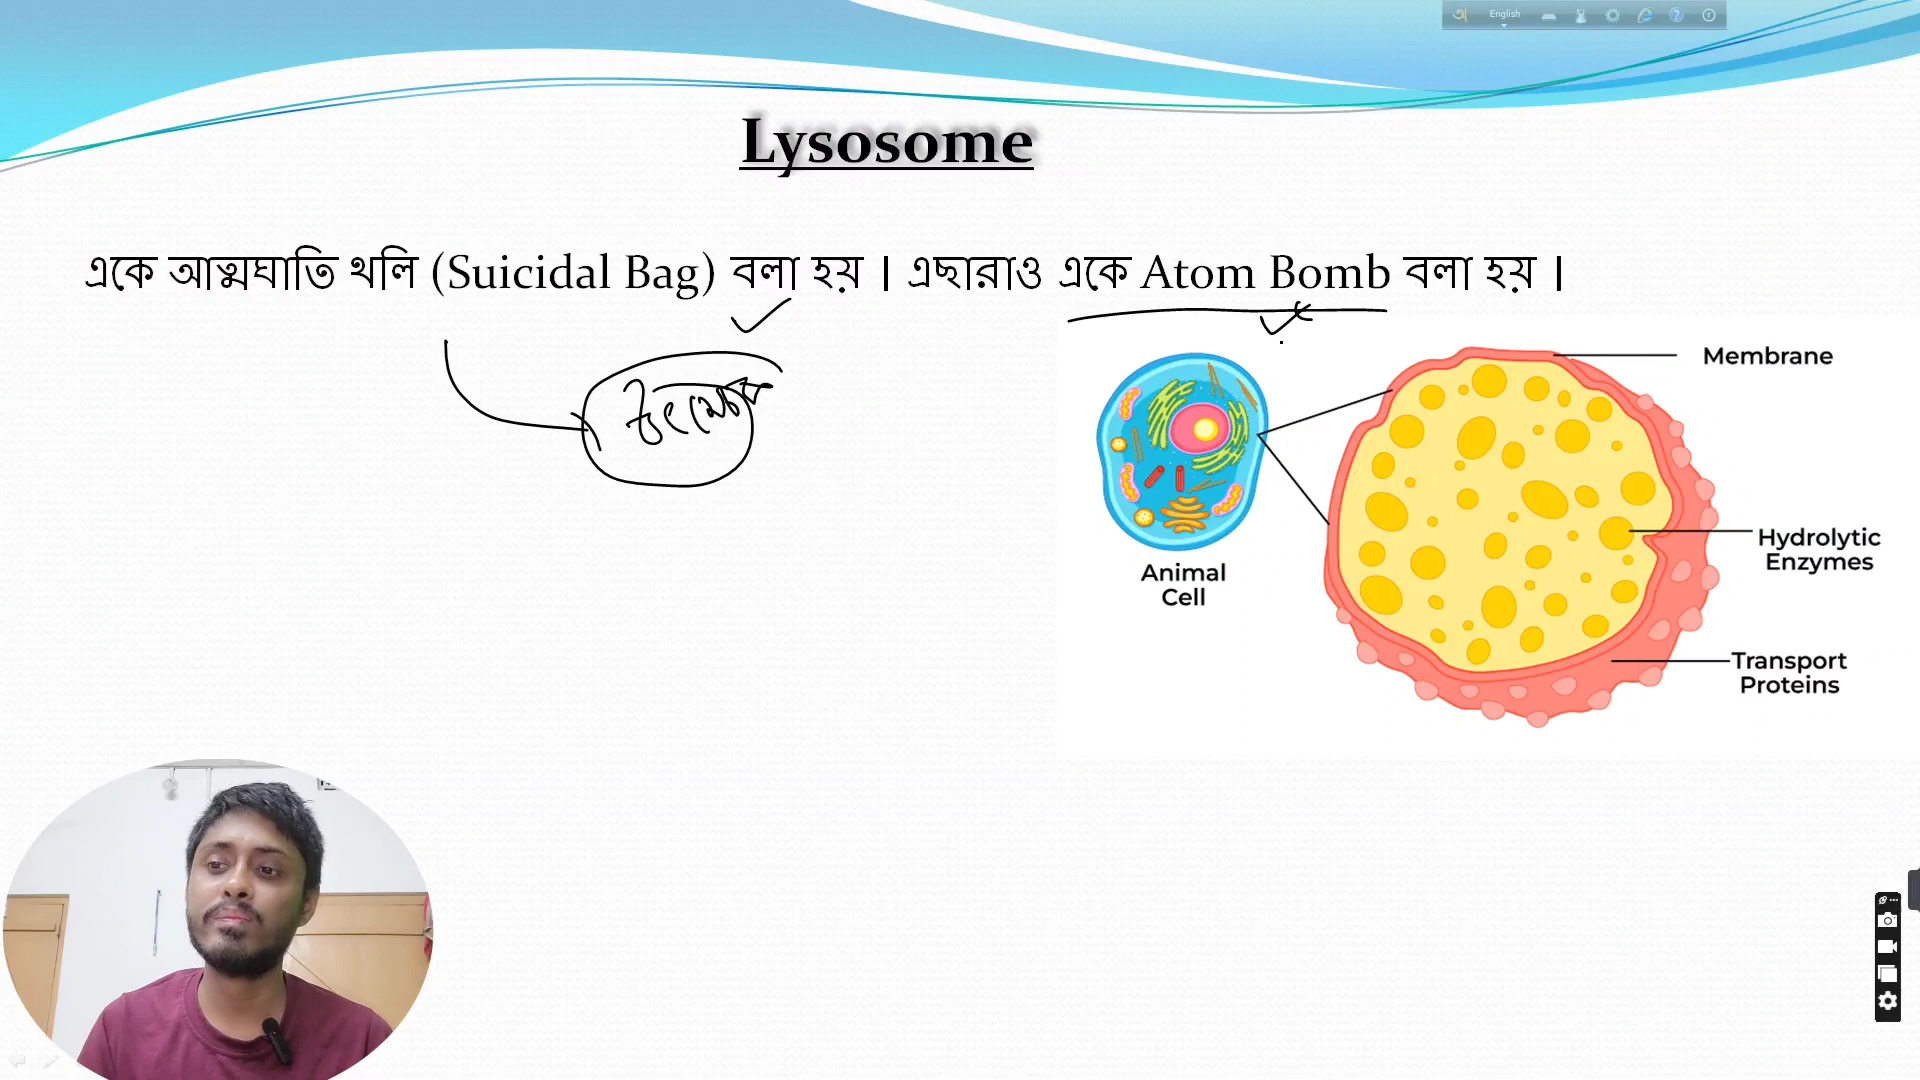 English
Lysosome
একে আত্মঘাতি থলি (Suicidal Bag) বলা হয় । এছারাও একে Atom Bomb বলা হয় ।
Membrane
Hydrolytic
Enzymes
Animal
Cell
Transport
Proteins